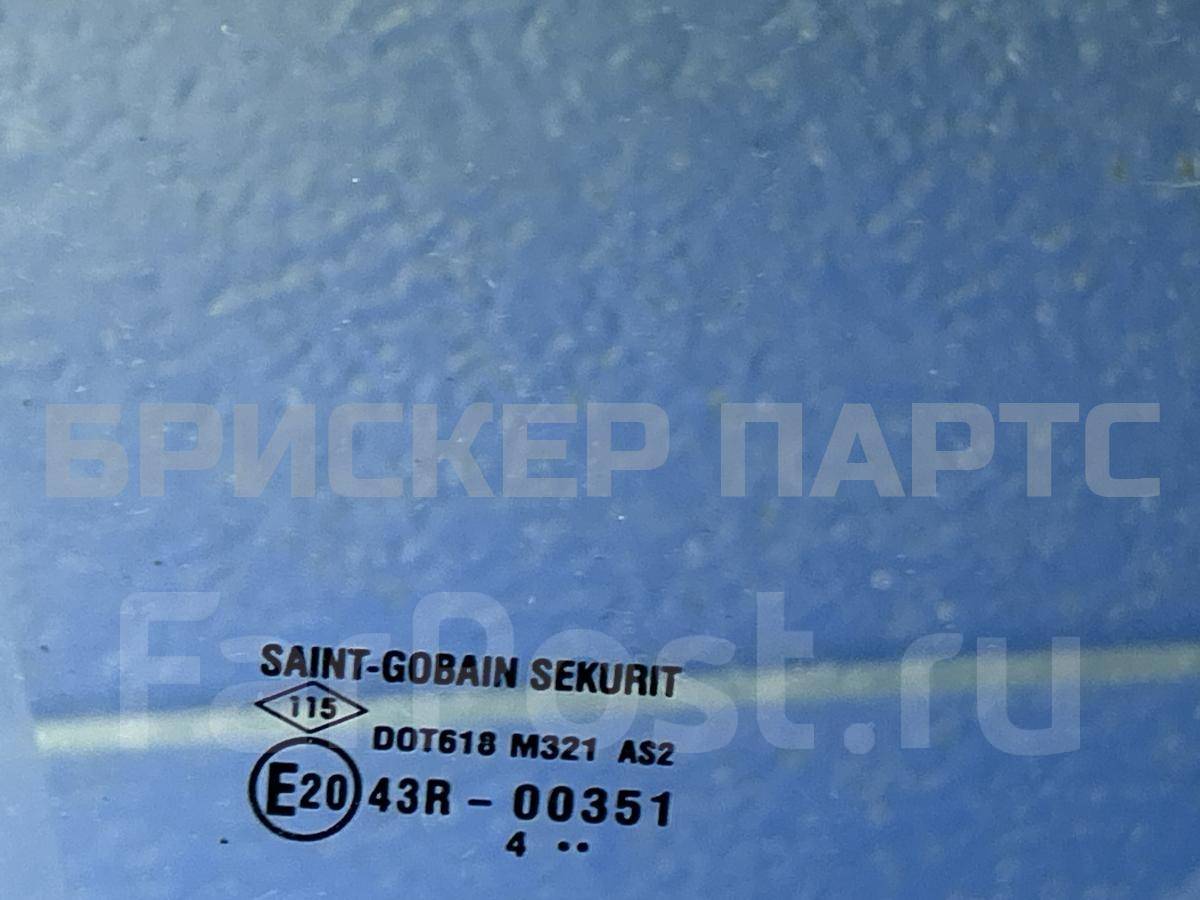 БРИСКЕР ПАРТС
FarPost.ru
SAINT-GOBAIN SEKURIT
115
DOT618 M321 AS2
E20 43R - 00351
4 ••